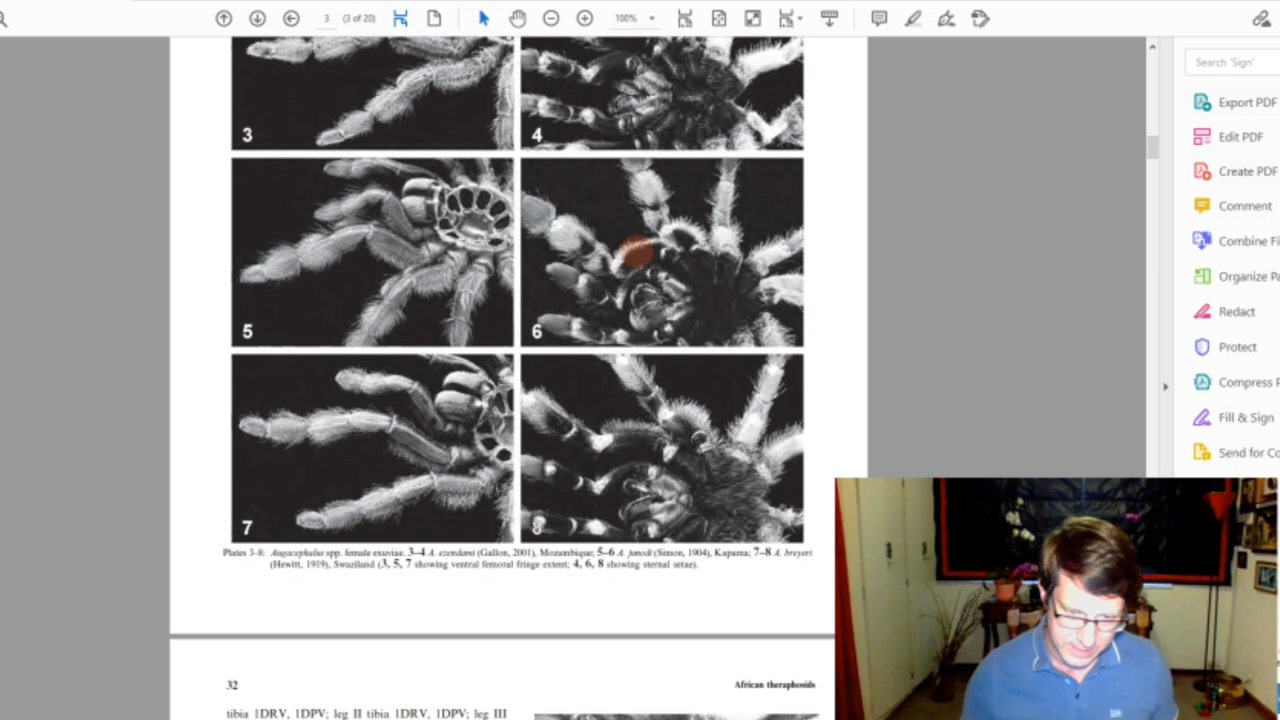 3
(3 of 20)
100%
Search 'Sign'
Export PDF
Edit PDF
Create PDF
Comment
Combine Fi
Organize Pa
Redact
Protect
Compress P
Fill & Sign
Send for Co
3
4
5
6
7
8
Plates 3–8: Augacephalus spp. female exuviae. 3–4 A. ezendami (Gallon, 2001), Mozambique; 5–6 A. junodi (Simon, 1904), Kapama; 7–8 A. breyeri
(Hewitt, 1919), Swaziland (3, 5, 7 showing ventral femoral fringe extent; 4, 6, 8 showing sternal setae).
32
African theraphosids
tibia 1DRV, 1DPV; leg II tibia 1DRV, 1DPV; leg III